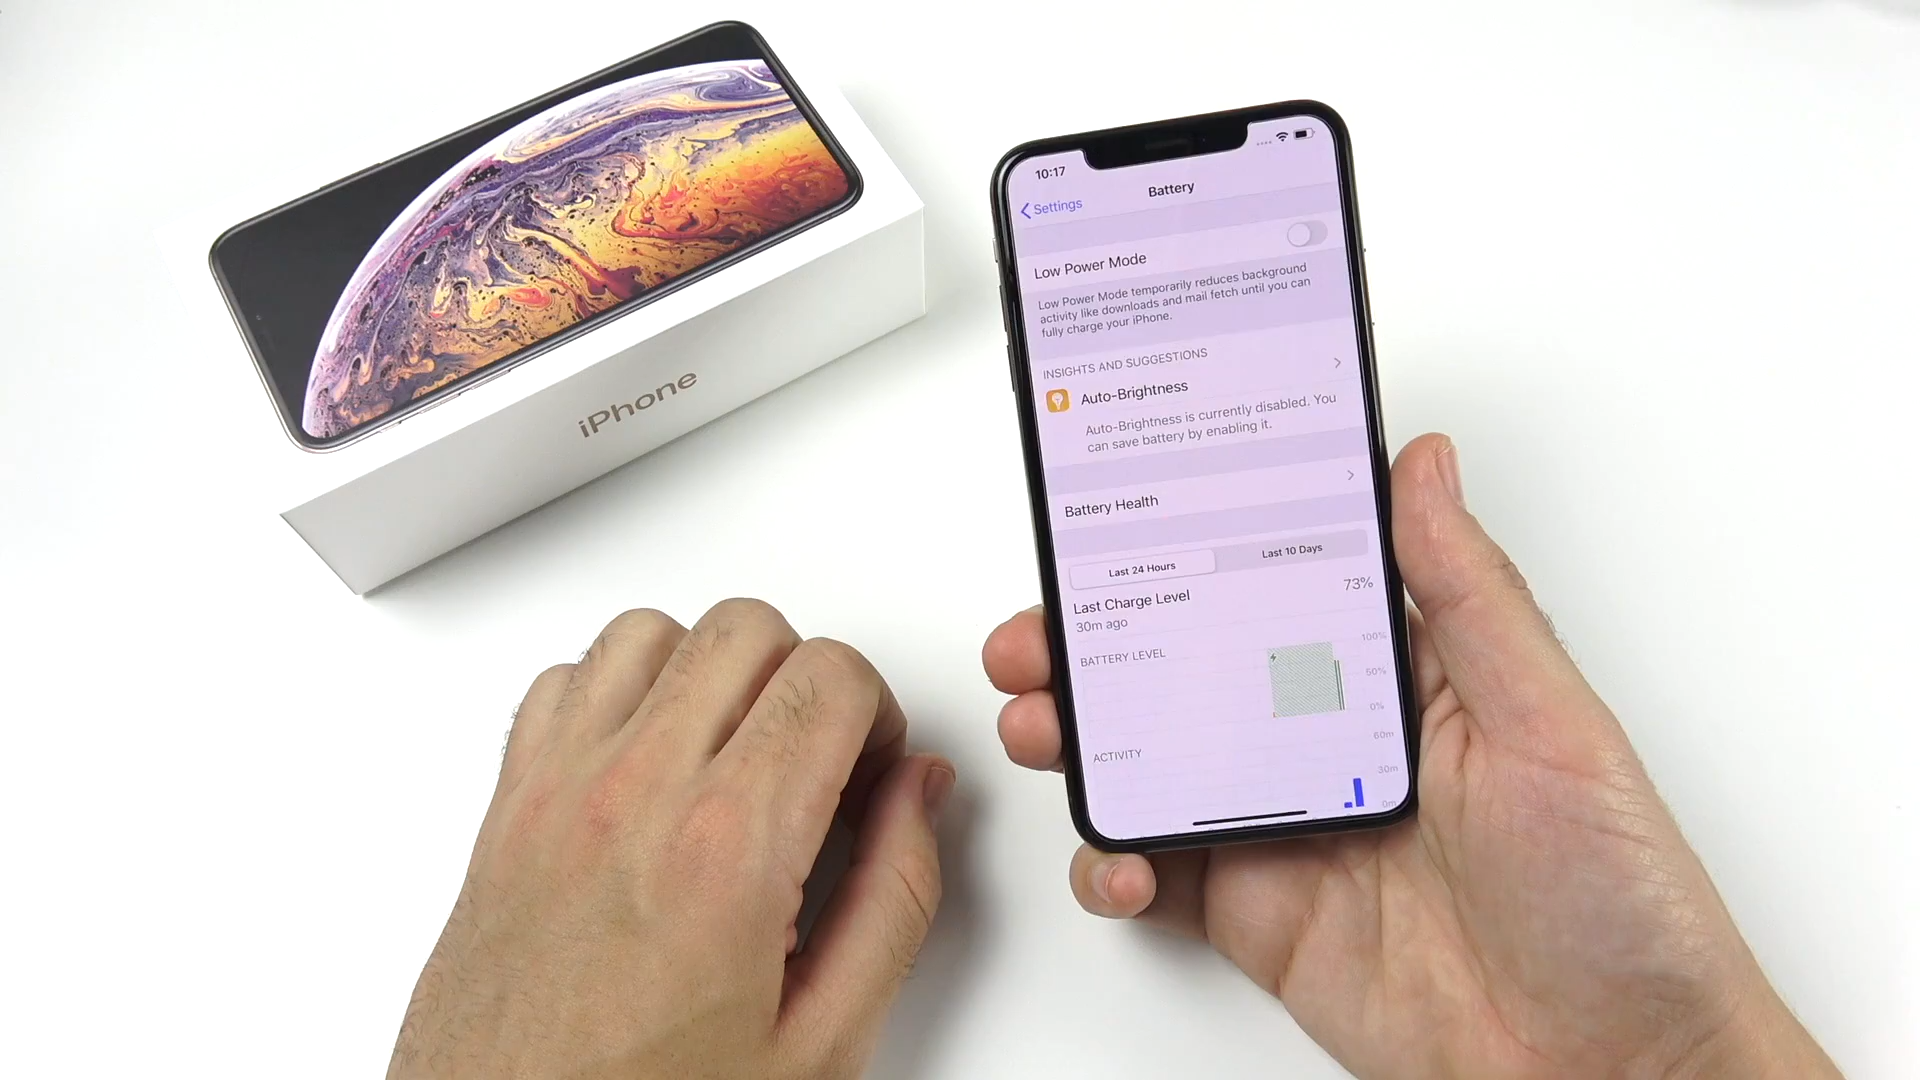 iPhone
10:17
Settings
Battery
Low Power Mode
Low Power Mode temporarily reduces background
activity like downloads and mail fetch until you can
fully charge your iPhone.
INSIGHTS AND SUGGESTIONS
Auto-Brightness
Auto-Brightness is currently disabled. You
can save battery by enabling it.
Battery Health
Last 24 Hours
Last 10 Days
Last Charge Level
73%
30m ago
BATTERY LEVEL
100%
50%
0%
ACTIVITY
60m
30m
0m